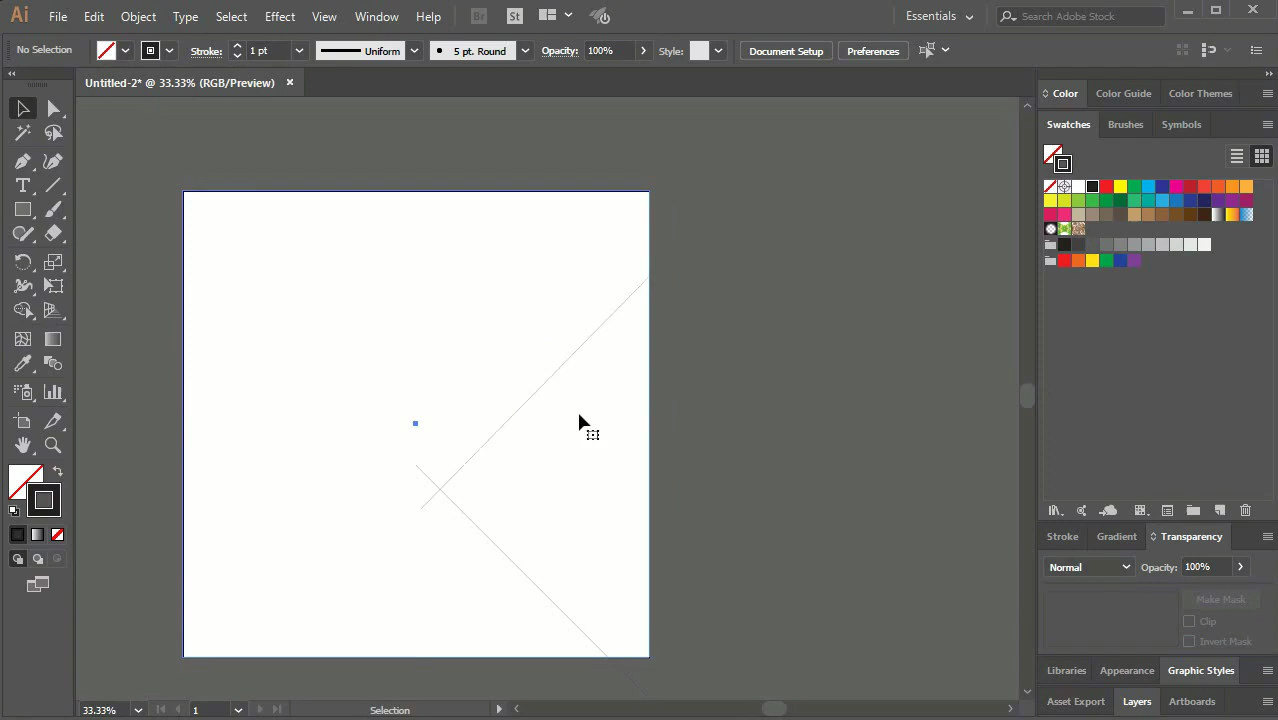 Ai File Edit Object Type Select Effect View Window Help Br St Essentials Search Adobe Stock
No Selection Stroke: 1 pt Uniform 5 pt. Round Opacity: 100% Style: Document Setup Preferences
Untitled-2* @ 33.33% (RGB/Preview)
Color Color Guide Color Themes
Swatches Brushes Symbols
Stroke Gradient Transparency
Normal Opacity: 100%
Make Mask
Clip
Invert Mask
Libraries Appearance Graphic Styles
Asset Export Layers Artboards
33.33% 1 Selection